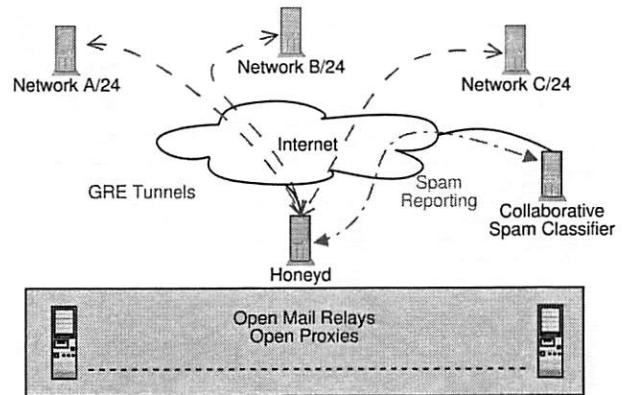 Network A/24
Network B/24
Network C/24
Internet
GRE Tunnels
Spam
Reporting
Collaborative
Spam Classifier
Honeyd
Open Mail Relays
Open Proxies